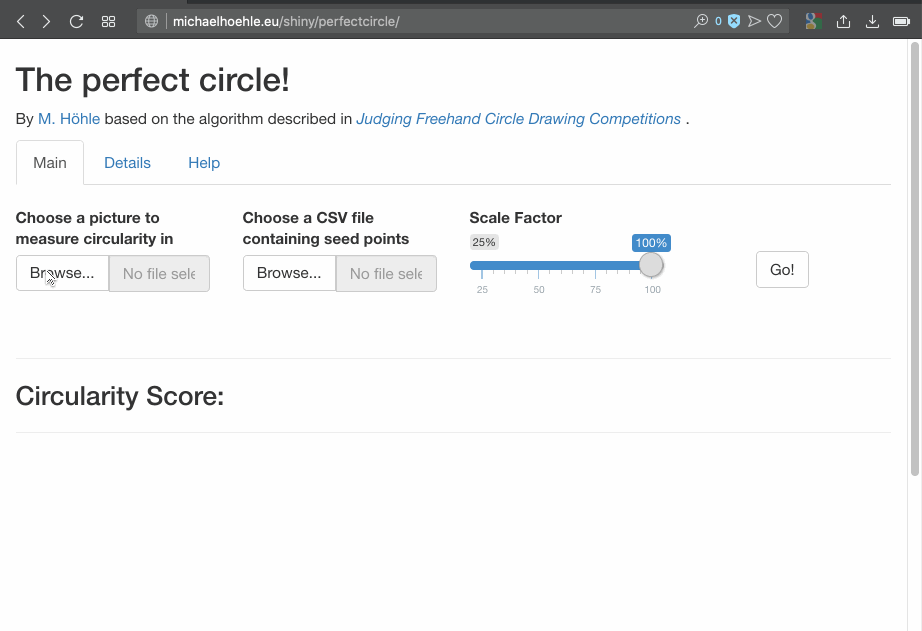 michaelhoehle.eu/shiny/perfectcircle/
0
The perfect circle!
By M. Höhle based on the algorithm described in Judging Freehand Circle Drawing Competitions .
Main Details Help
Choose a picture to
measure circularity in
Browse... No file sele
Choose a CSV file
containing seed points
Browse... No file sele
Scale Factor
25% 100%
25 50 75 100
Go!
Circularity Score: